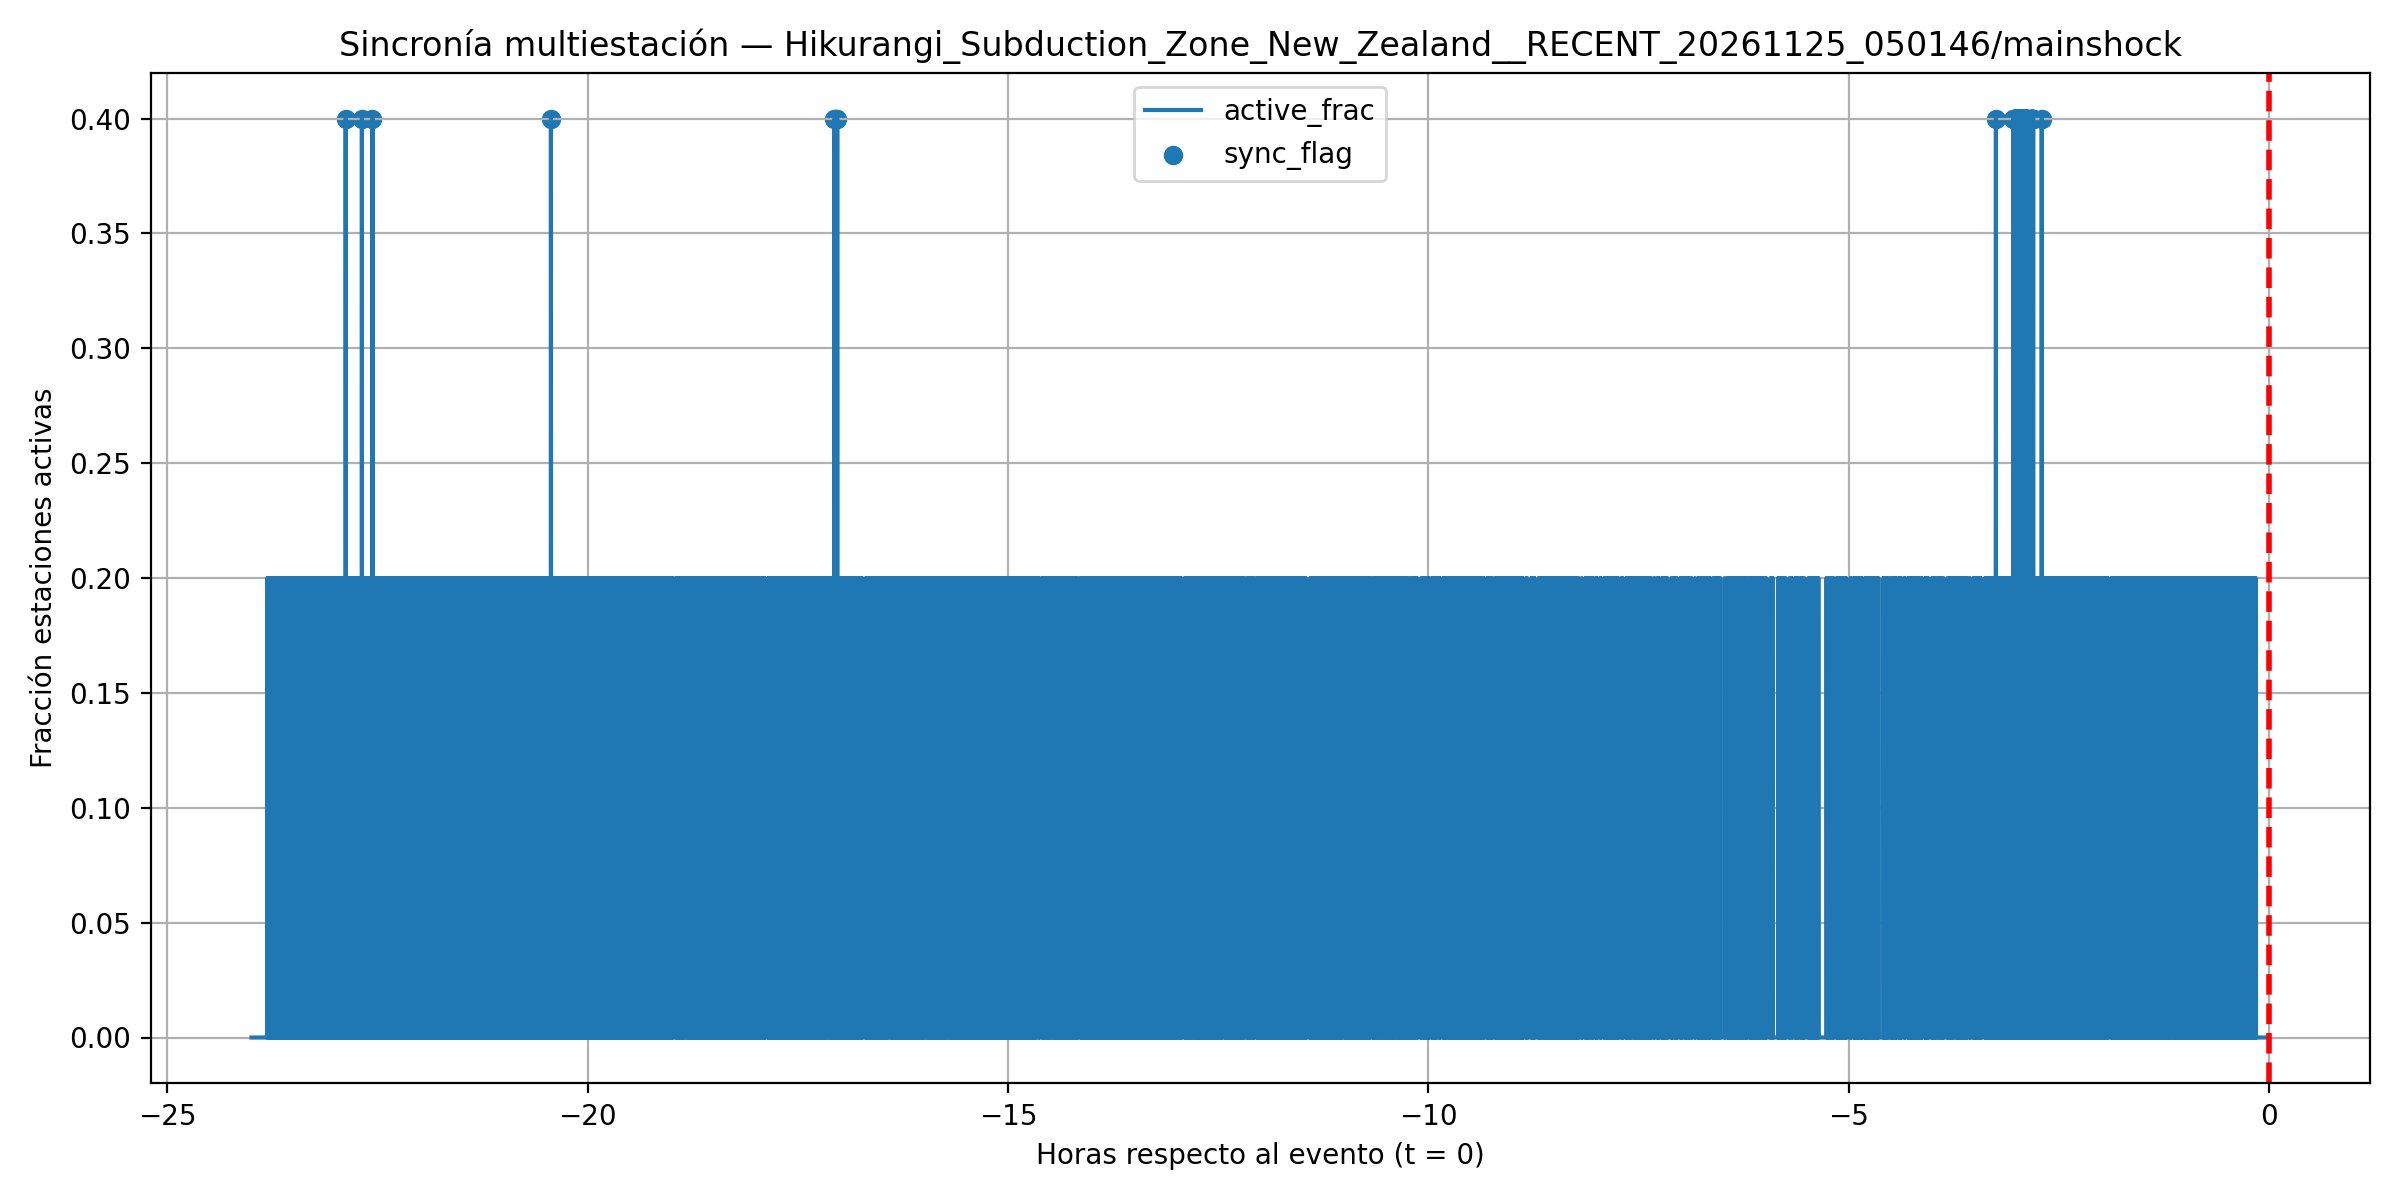 Sincronía multiestación — Hikurangi_Subduction_Zone_New_Zealand__RECENT_20261125_050146/mainshock
active_frac
sync_flag
Fracción estaciones activas
0.40
0.35
0.30
0.25
0.20
0.15
0.10
0.05
0.00
−25 −20 −15 −10 −5 0
Horas respecto al evento (t = 0)